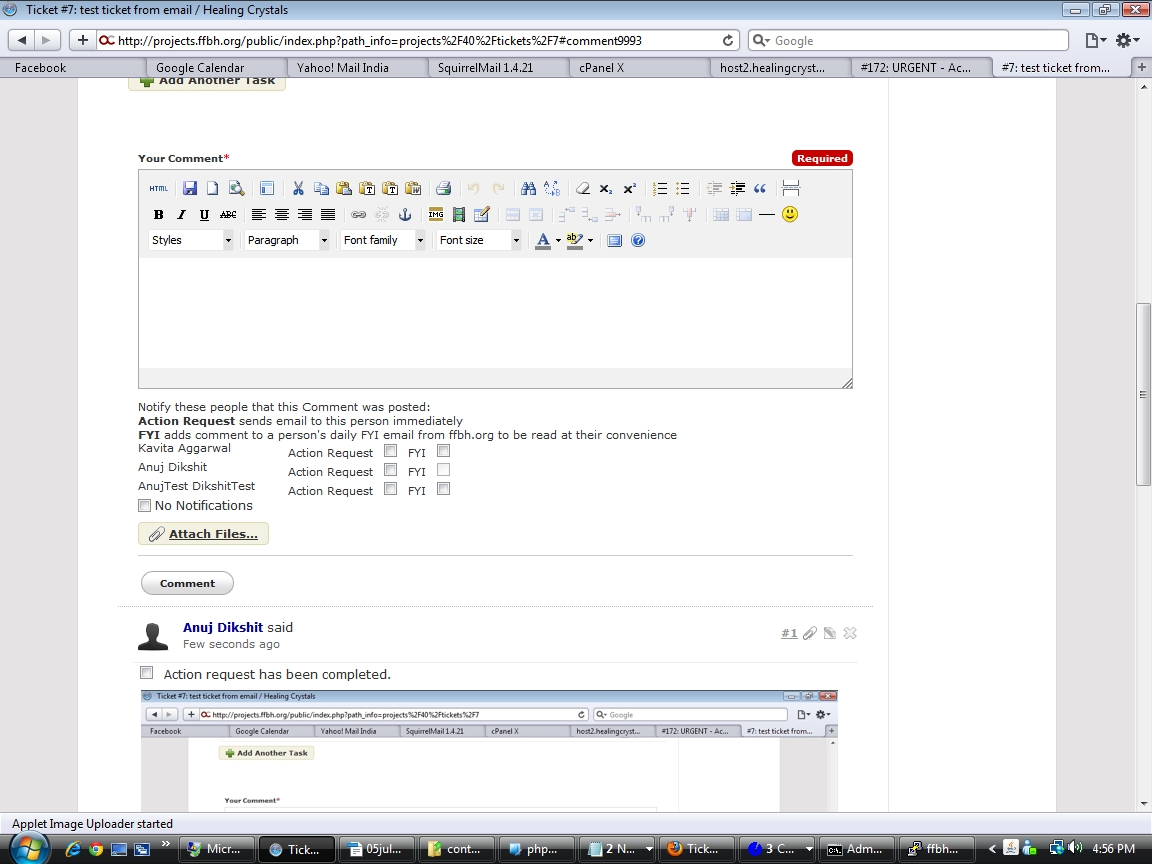 Ticket #7: test ticket from email / Healing Crystals
http://projects.ffbh.org/public/index.php?path_info=projects%2F40%2Ftickets%2F7#comment9993
Google
Facebook Google Calendar Yahoo! Mail India SquirrelMail 1.4.21 cPanel X host2.healingcryst... #172: URGENT - Ac... #7: test ticket from...
Add Another Task
Your Comment* Required
HTML
B I U ABC IMG
Styles Paragraph Font family Font size A ab
Notify these people that this Comment was posted:
Action Request sends email to this person immediately
FYI adds comment to a person's daily FYI email from ffbh.org to be read at their convenience
Kavita Aggarwal Action Request FYI
Anuj Dikshit Action Request FYI
AnujTest DikshitTest Action Request FYI
No Notifications
Attach Files...
Comment
Anuj Dikshit said
Few seconds ago
#1
Action request has been completed.
Ticket #7: test ticket from email / Healing Crystals
http://projects.ffbh.org/public/index.php?path_info=projects%2F40%2Ftickets%2F7
Google
Facebook Google Calendar Yahoo! Mail India SquirrelMail 1.4.21 cPanel X host2.healingcryst... #172: URGENT - Ac... #7: test ticket from...
Add Another Task
Your Comment*
Applet Image Uploader started
Micr... Tick... 05jul... cont... php... 2 N... Tick... 3 C... Adm... ffbh... 4:56 PM